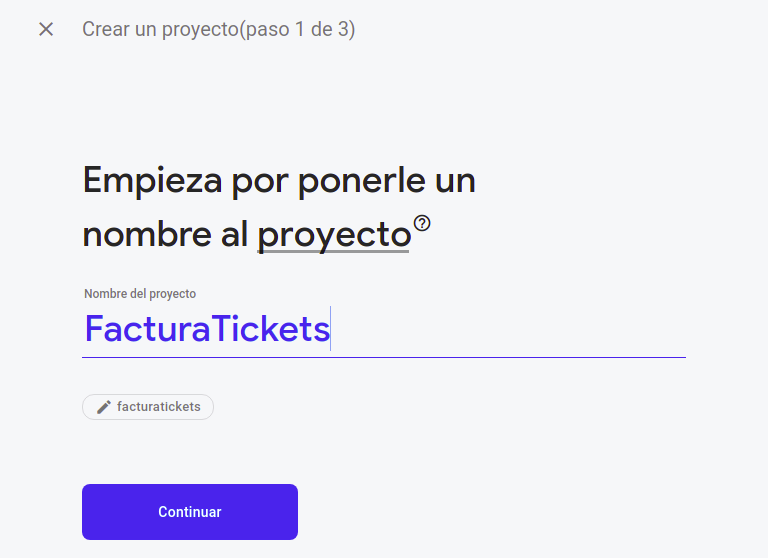 Crear un proyecto(paso 1 de 3)
Empieza por ponerle un
nombre al proyecto
Nombre del proyecto
FacturaTickets
facturatickets
Continuar